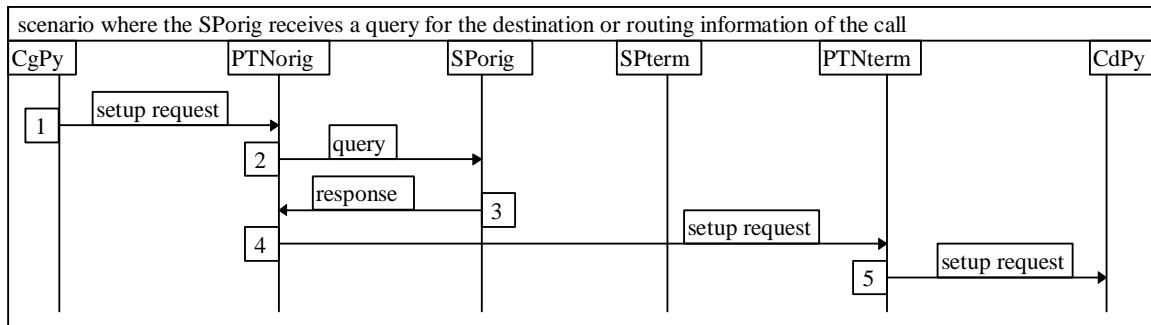 scenario where the SPorig receives a query for the destination or routing information of the call
CgPy PTNorig SPorig SPterm PTNterm CdPy
setup request
1
query
2
response
3
setup request
4
setup request
5